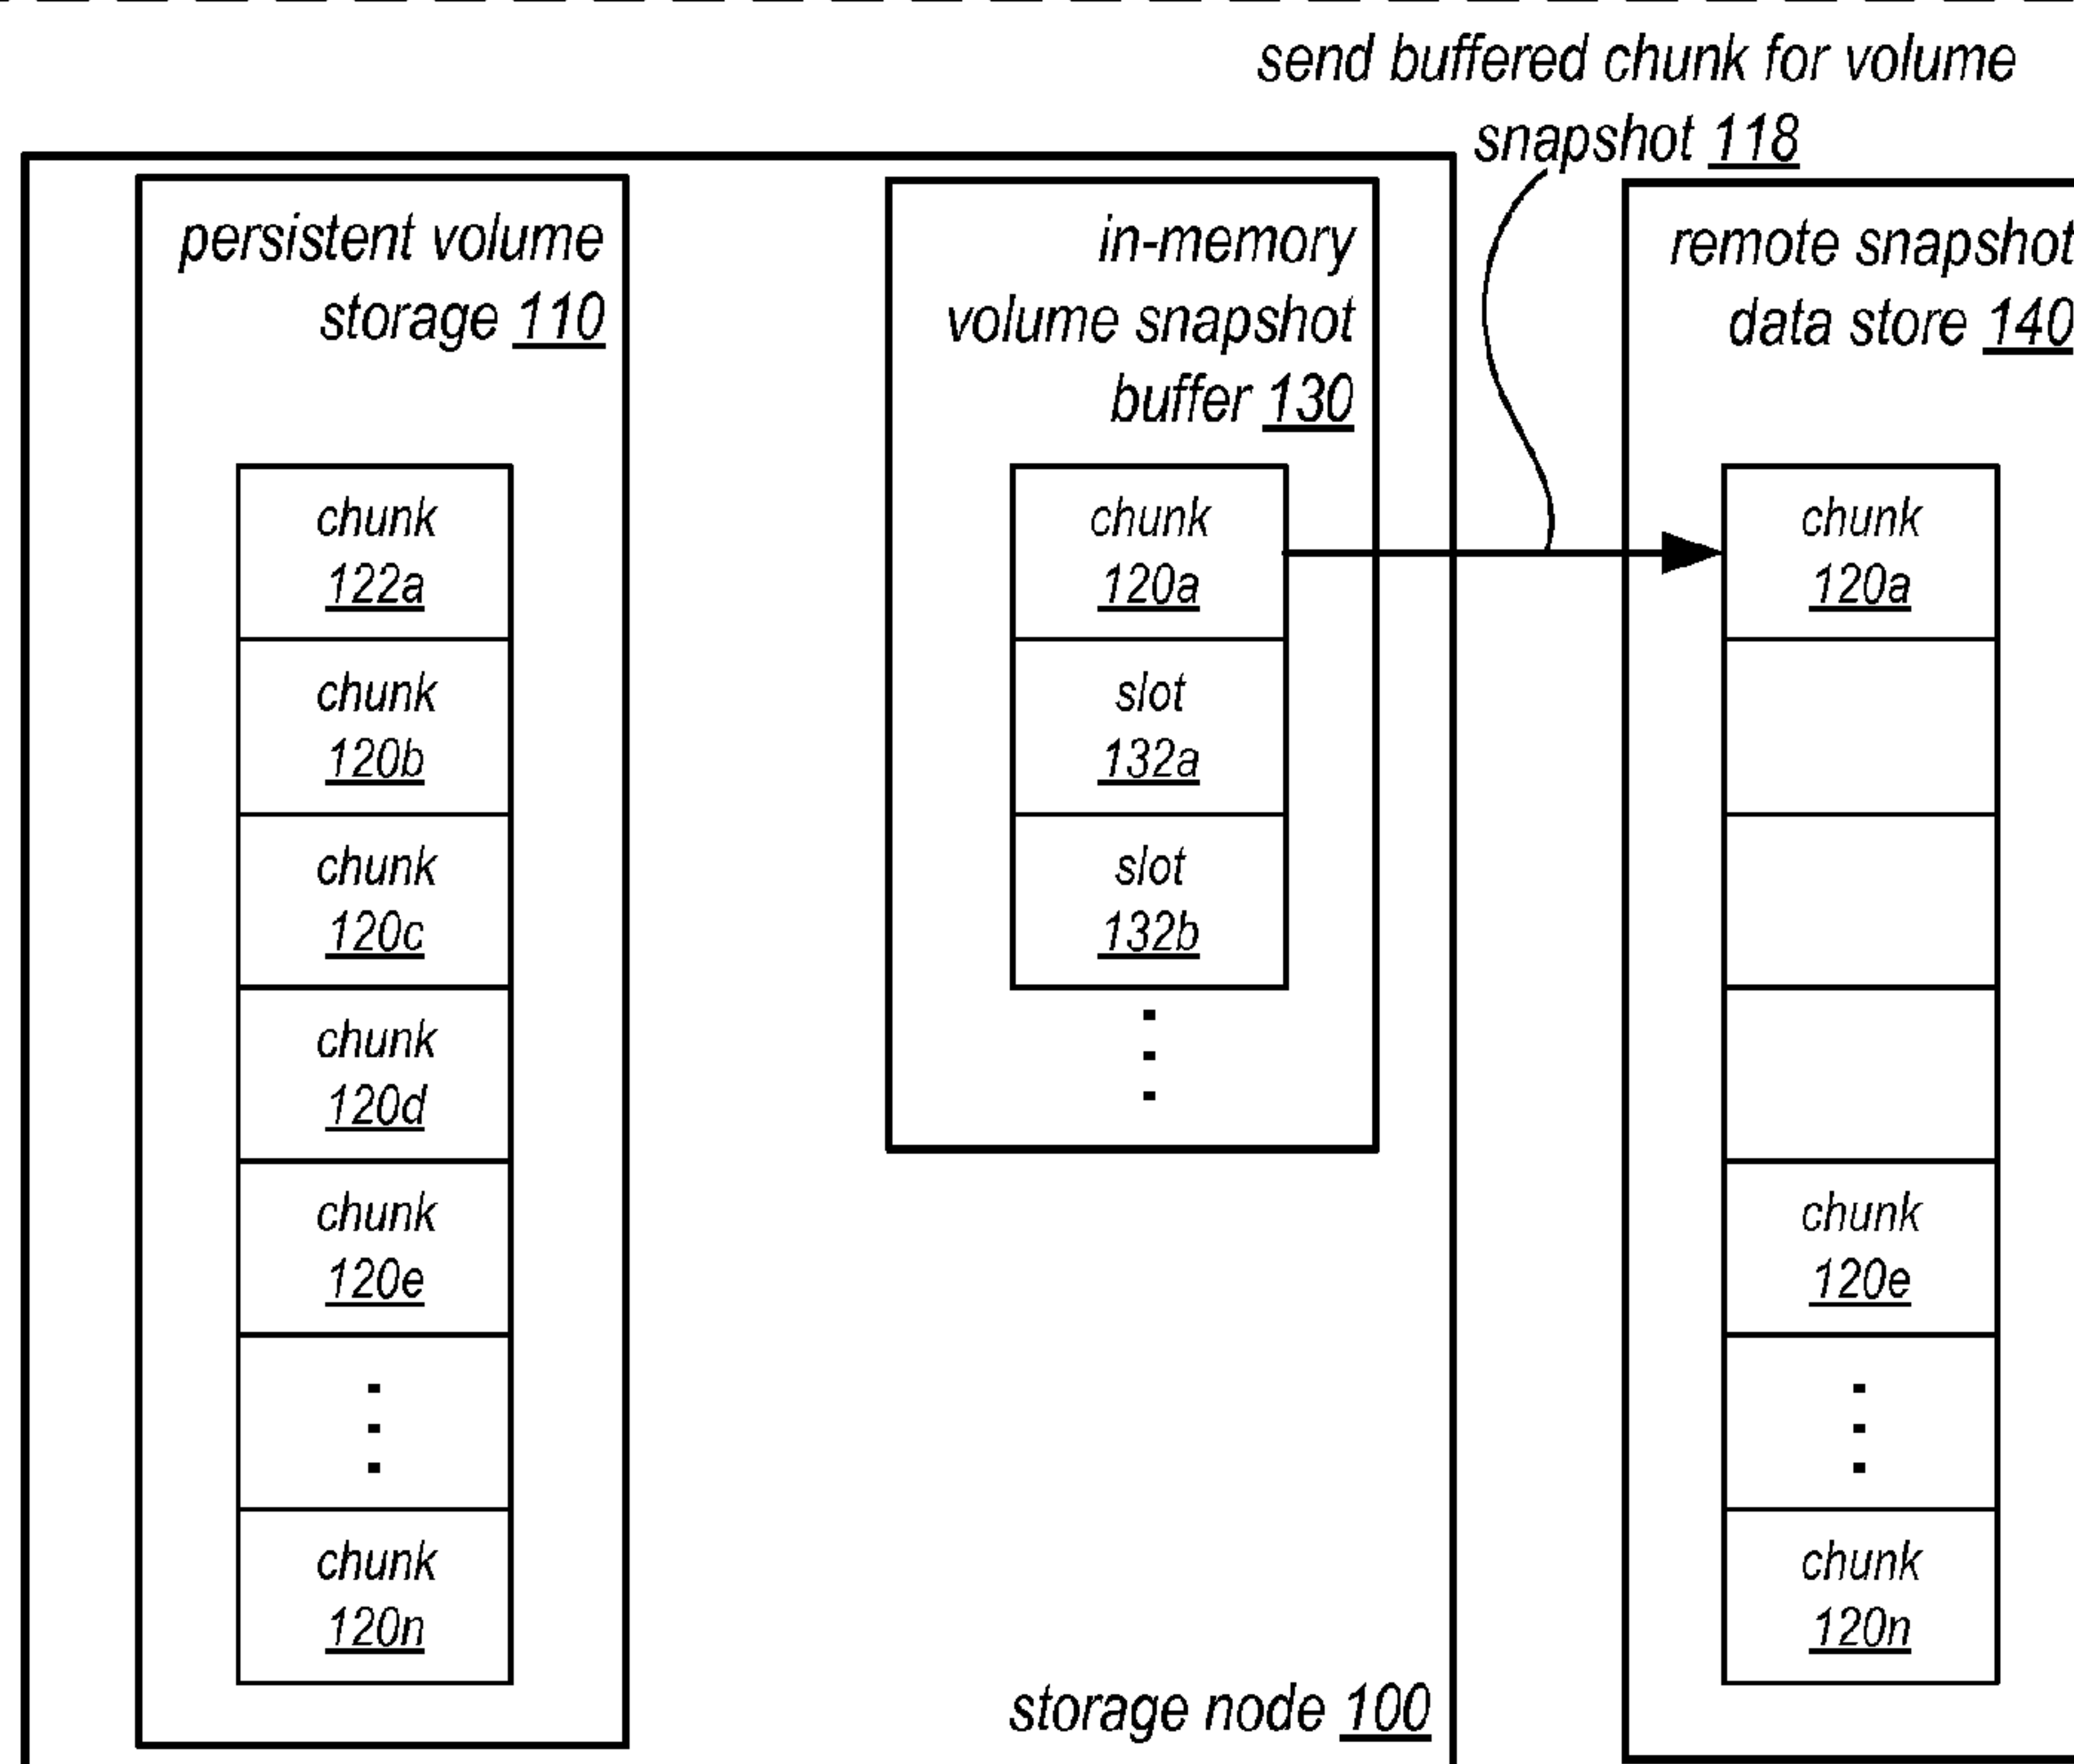 send buffered chunk for volume
snapshot 118
persistent volume
storage 110
chunk
122a
chunk
120b
chunk
120c
chunk
120d
chunk
120e
chunk
120n
in-memory
volume snapshot
buffer 130
chunk
120a
slot
132a
slot
132b
storage node 100
remote snapshot
data store 140
chunk
120a
chunk
120e
chunk
120n